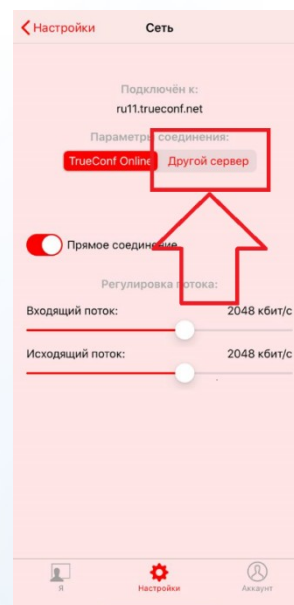 Настройки Сеть
Подключён к:
ru11.trueconf.net
Параметры соединения:
TrueConf Online Другой сервер
Прямое соединение
Регулировка потока:
Входящий поток: 2048 кбит/с
Исходящий поток: 2048 кбит/с
Я Настройки Аккаунт